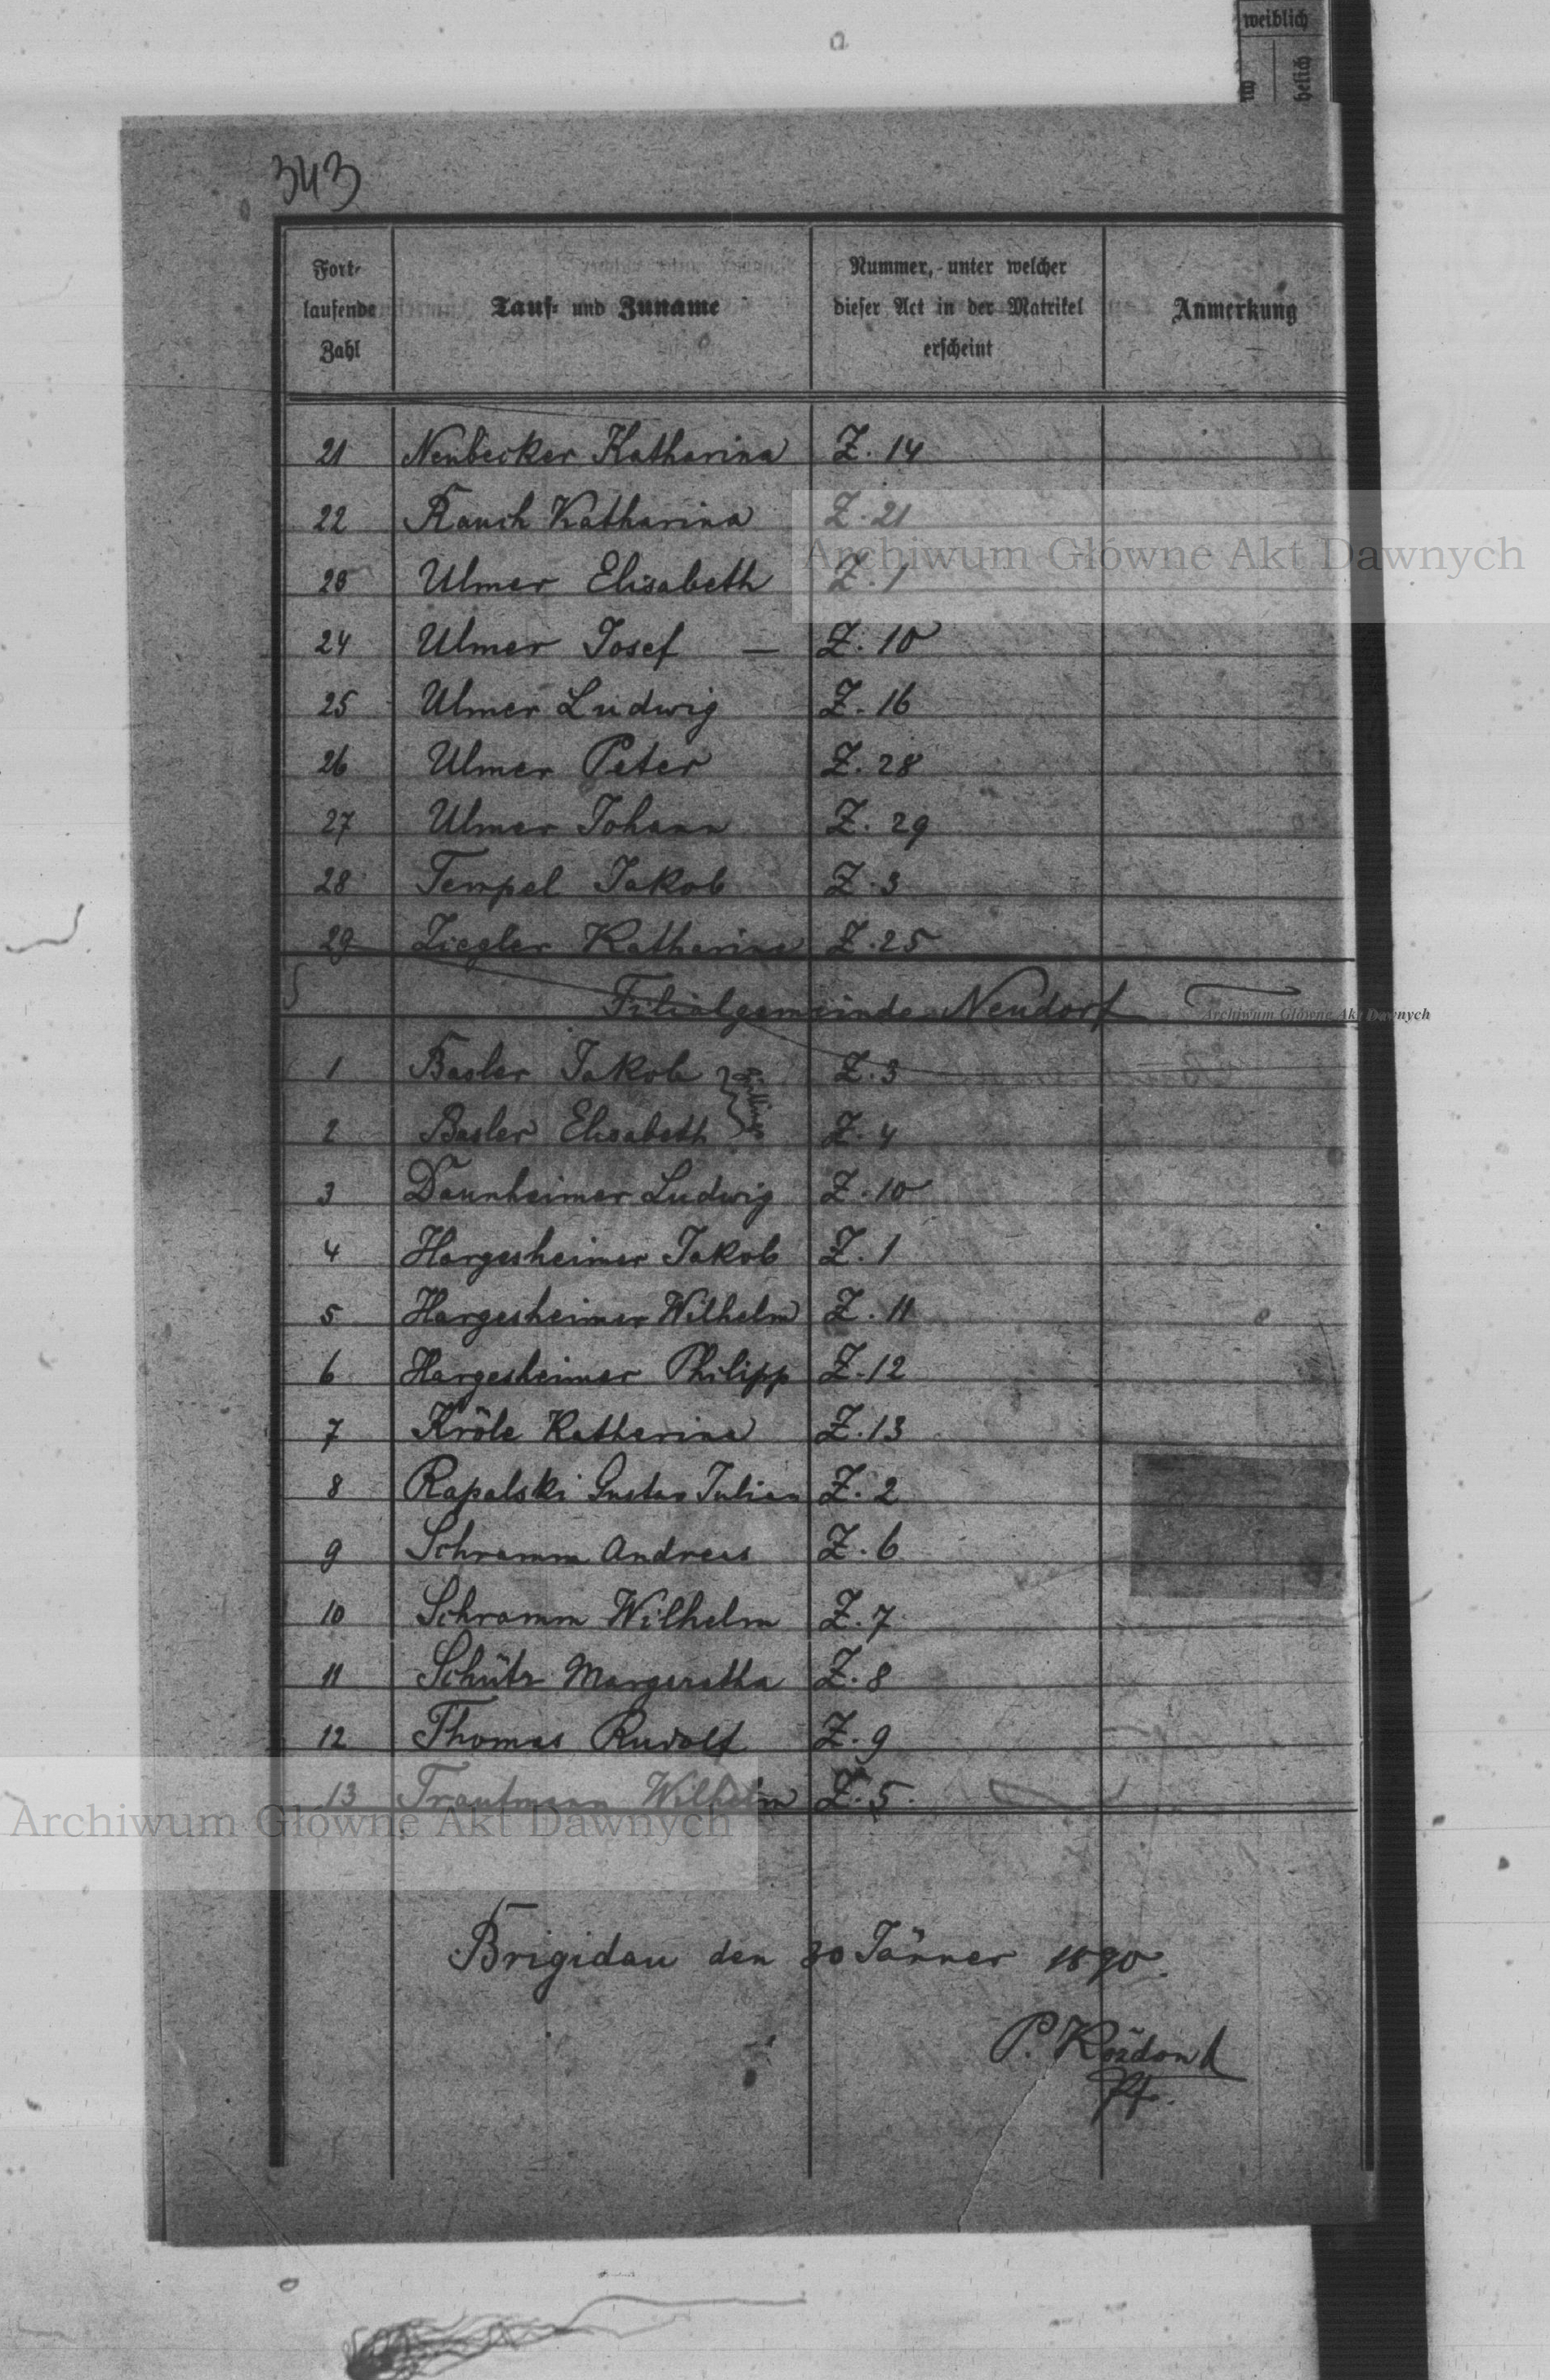 weiblich
343
Fort-
laufende
Zahl
Tauf- und Zuname
Nummer, unter welcher
dieser Act in der Matrikel
erscheint
Anmerkung
21 Neubecker Katharina Z. 14
22 Rauch Katharina Z. 21
23 Ulmer Elisabeth Z. 1
Archiwum Główne Akt Dawnych
24 Ulmer Josef — Z. 10
25 Ulmer Ludwig Z. 16
26 Ulmer Peter Z. 28
27 Ulmer Johann Z. 29
28 Tempel Jakob Z. 3
29 Ziegler Katharina Z. 25
Filialgemeinde Neudorf
Archiwum Główne Akt Dawnych
1 Basler Jakob Z. 3
2 Basler Elisabeth Z. 4
3 Daunheimer Ludwig Z. 10
4 Hargesheimer Jakob Z. 1
5 Hargesheimer Wilhelm Z. 11
6 Hargesheimer Philipp Z. 12
7 Kröle Katharina Z. 13
8 Rapalski Gustav Julian Z. 2
9 Schramm Andreas Z. 6
10 Schramm Wilhelm Z. 7
11 Schütz Margaretha Z. 8
12 Thomas Rudolf Z. 9
13 Trautmann Wilhelm Z. 5.
Archiwum Główne Akt Dawnych
Brigidau den 30 Jänner 1890.
P. Kozdon
Pf.